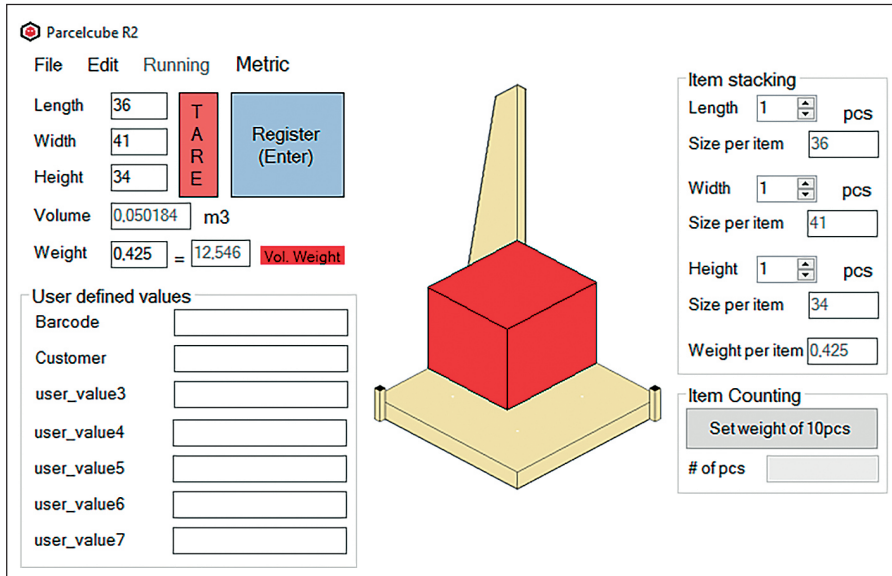 Parcelcube R2
File Edit Running Metric
Length 36
Width 41
Height 34
TARE
Register
(Enter)
Volume 0,050184 m3
Weight 0,425 = 12,546 Vol. Weight
User defined values
Barcode
Customer
user_value3
user_value4
user_value5
user_value6
user_value7
Item stacking
Length 1 pcs
Size per item 36
Width 1 pcs
Size per item 41
Height 1 pcs
Size per item 34
Weight per item 0,425
Item Counting
Set weight of 10pcs
# of pcs